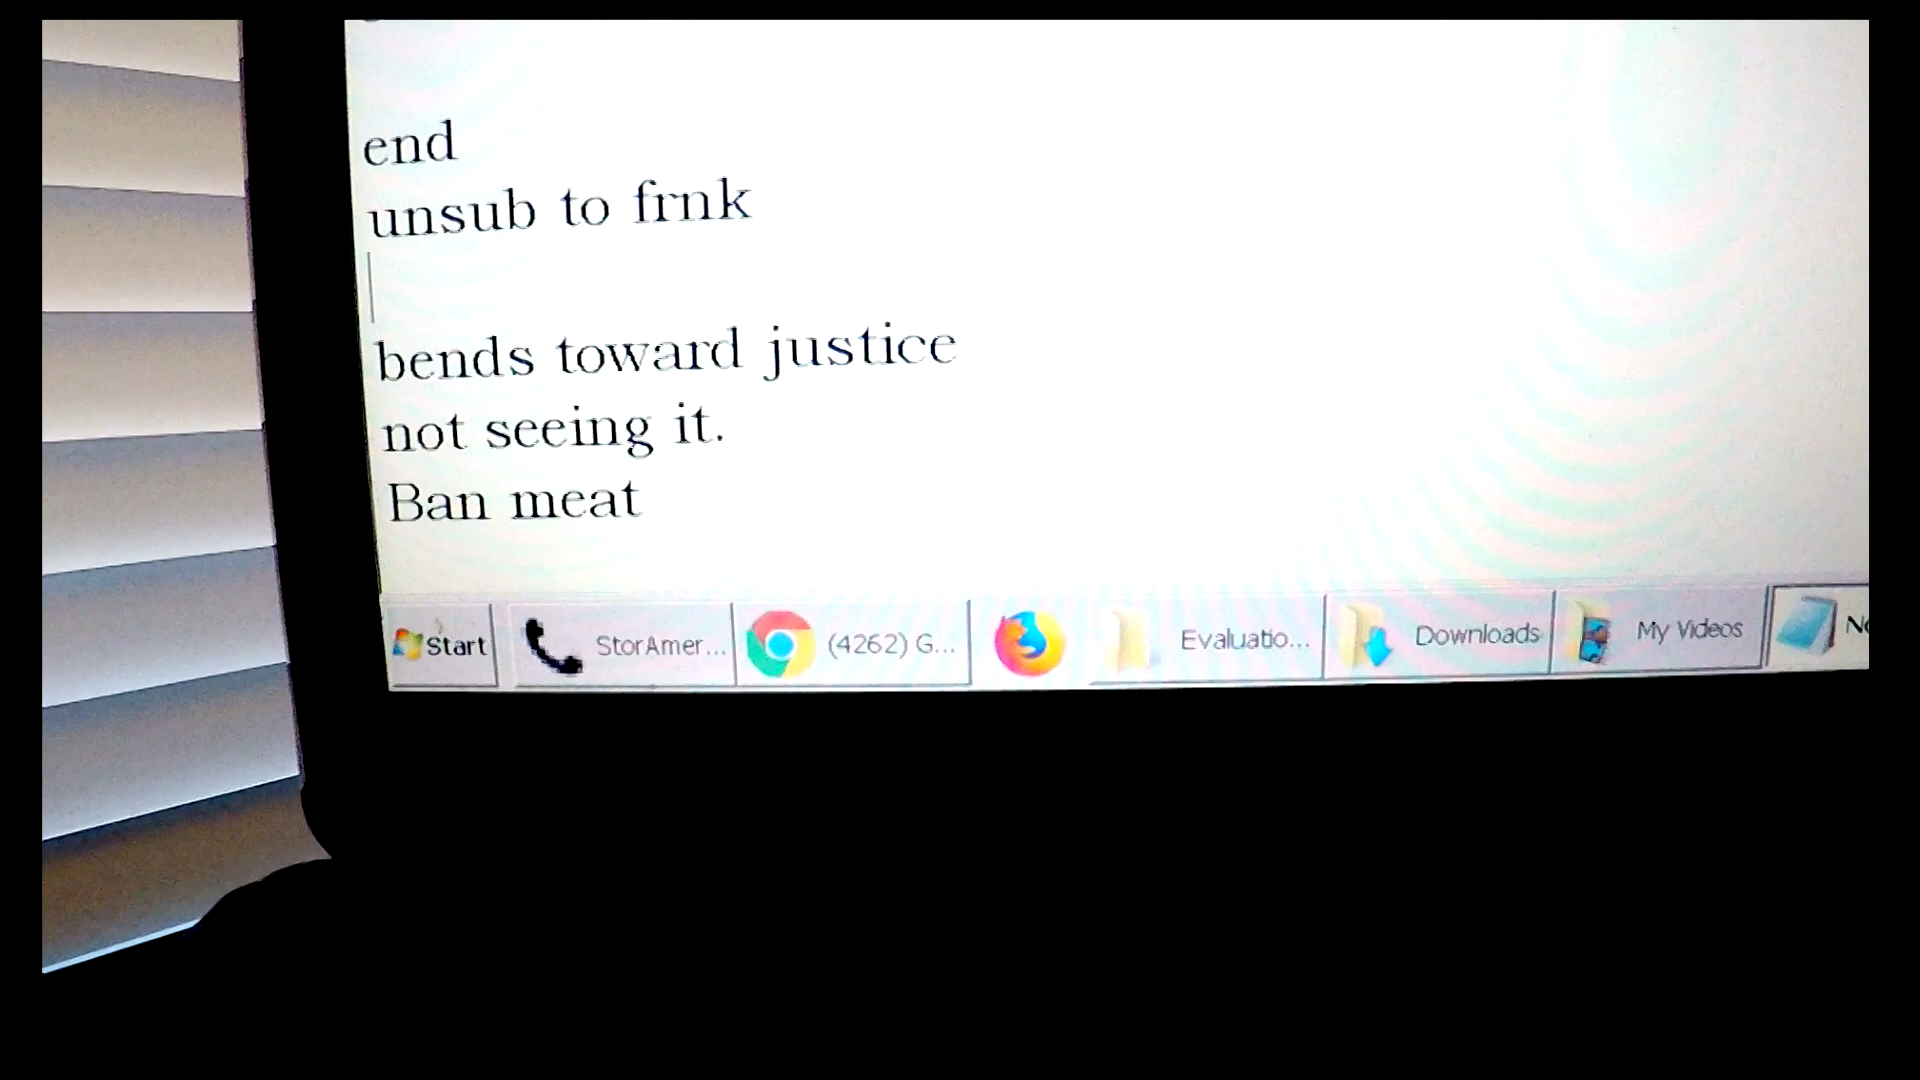 end
unsub to frnk
bends toward justice
not seeing it.
Ban meat
Start
StorAmer...
(4262) G...
Evaluatio...
Downloads
My Videos